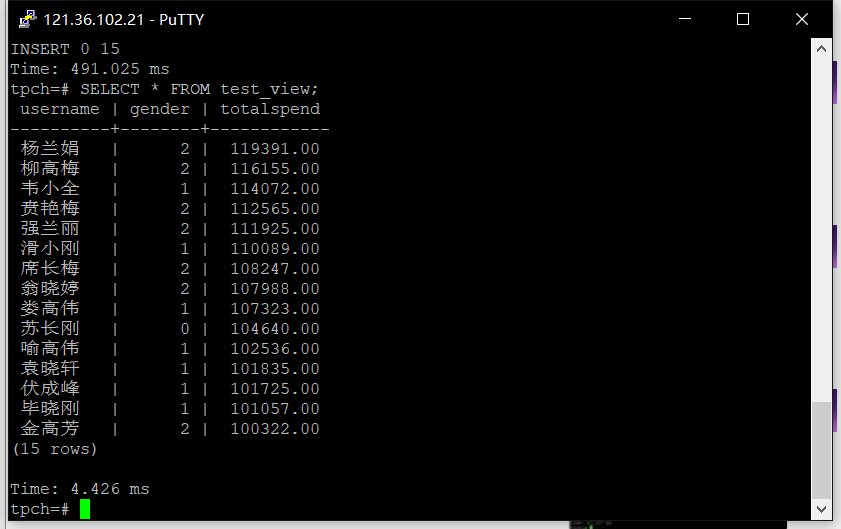 121.36.102.21 - PuTTY
INSERT 0 15
Time: 491.025 ms
tpch=# SELECT * FROM test_view;
 username | gender | totalspend
----------+--------+------------
 杨兰娟   |      2 |  119391.00
 柳高梅   |      2 |  116155.00
 韦小全   |      1 |  114072.00
 贲艳梅   |      2 |  112565.00
 强兰丽   |      2 |  111925.00
 滑小刚   |      1 |  110089.00
 席长梅   |      2 |  108247.00
 翁晓婷   |      2 |  107988.00
 娄高伟   |      1 |  107323.00
 苏长刚   |      0 |  104640.00
 喻高伟   |      1 |  102536.00
 袁晓轩   |      1 |  101835.00
 伏成峰   |      1 |  101725.00
 毕晓刚   |      1 |  101057.00
 金高芳   |      2 |  100322.00
(15 rows)
Time: 4.426 ms
tpch=#